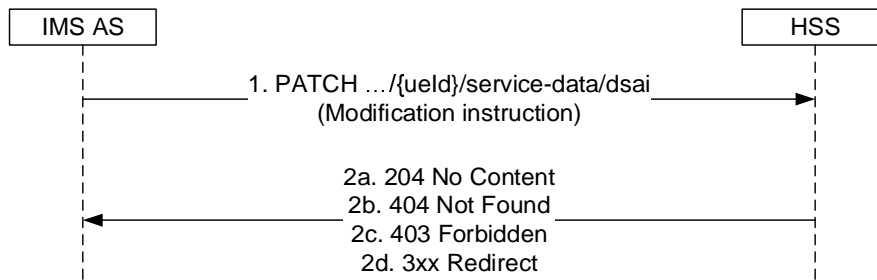 IMS AS
HSS
1. PATCH …/{ueId}/service-data/dsai
(Modification instruction)
2a. 204 No Content
2b. 404 Not Found
2c. 403 Forbidden
2d. 3xx Redirect